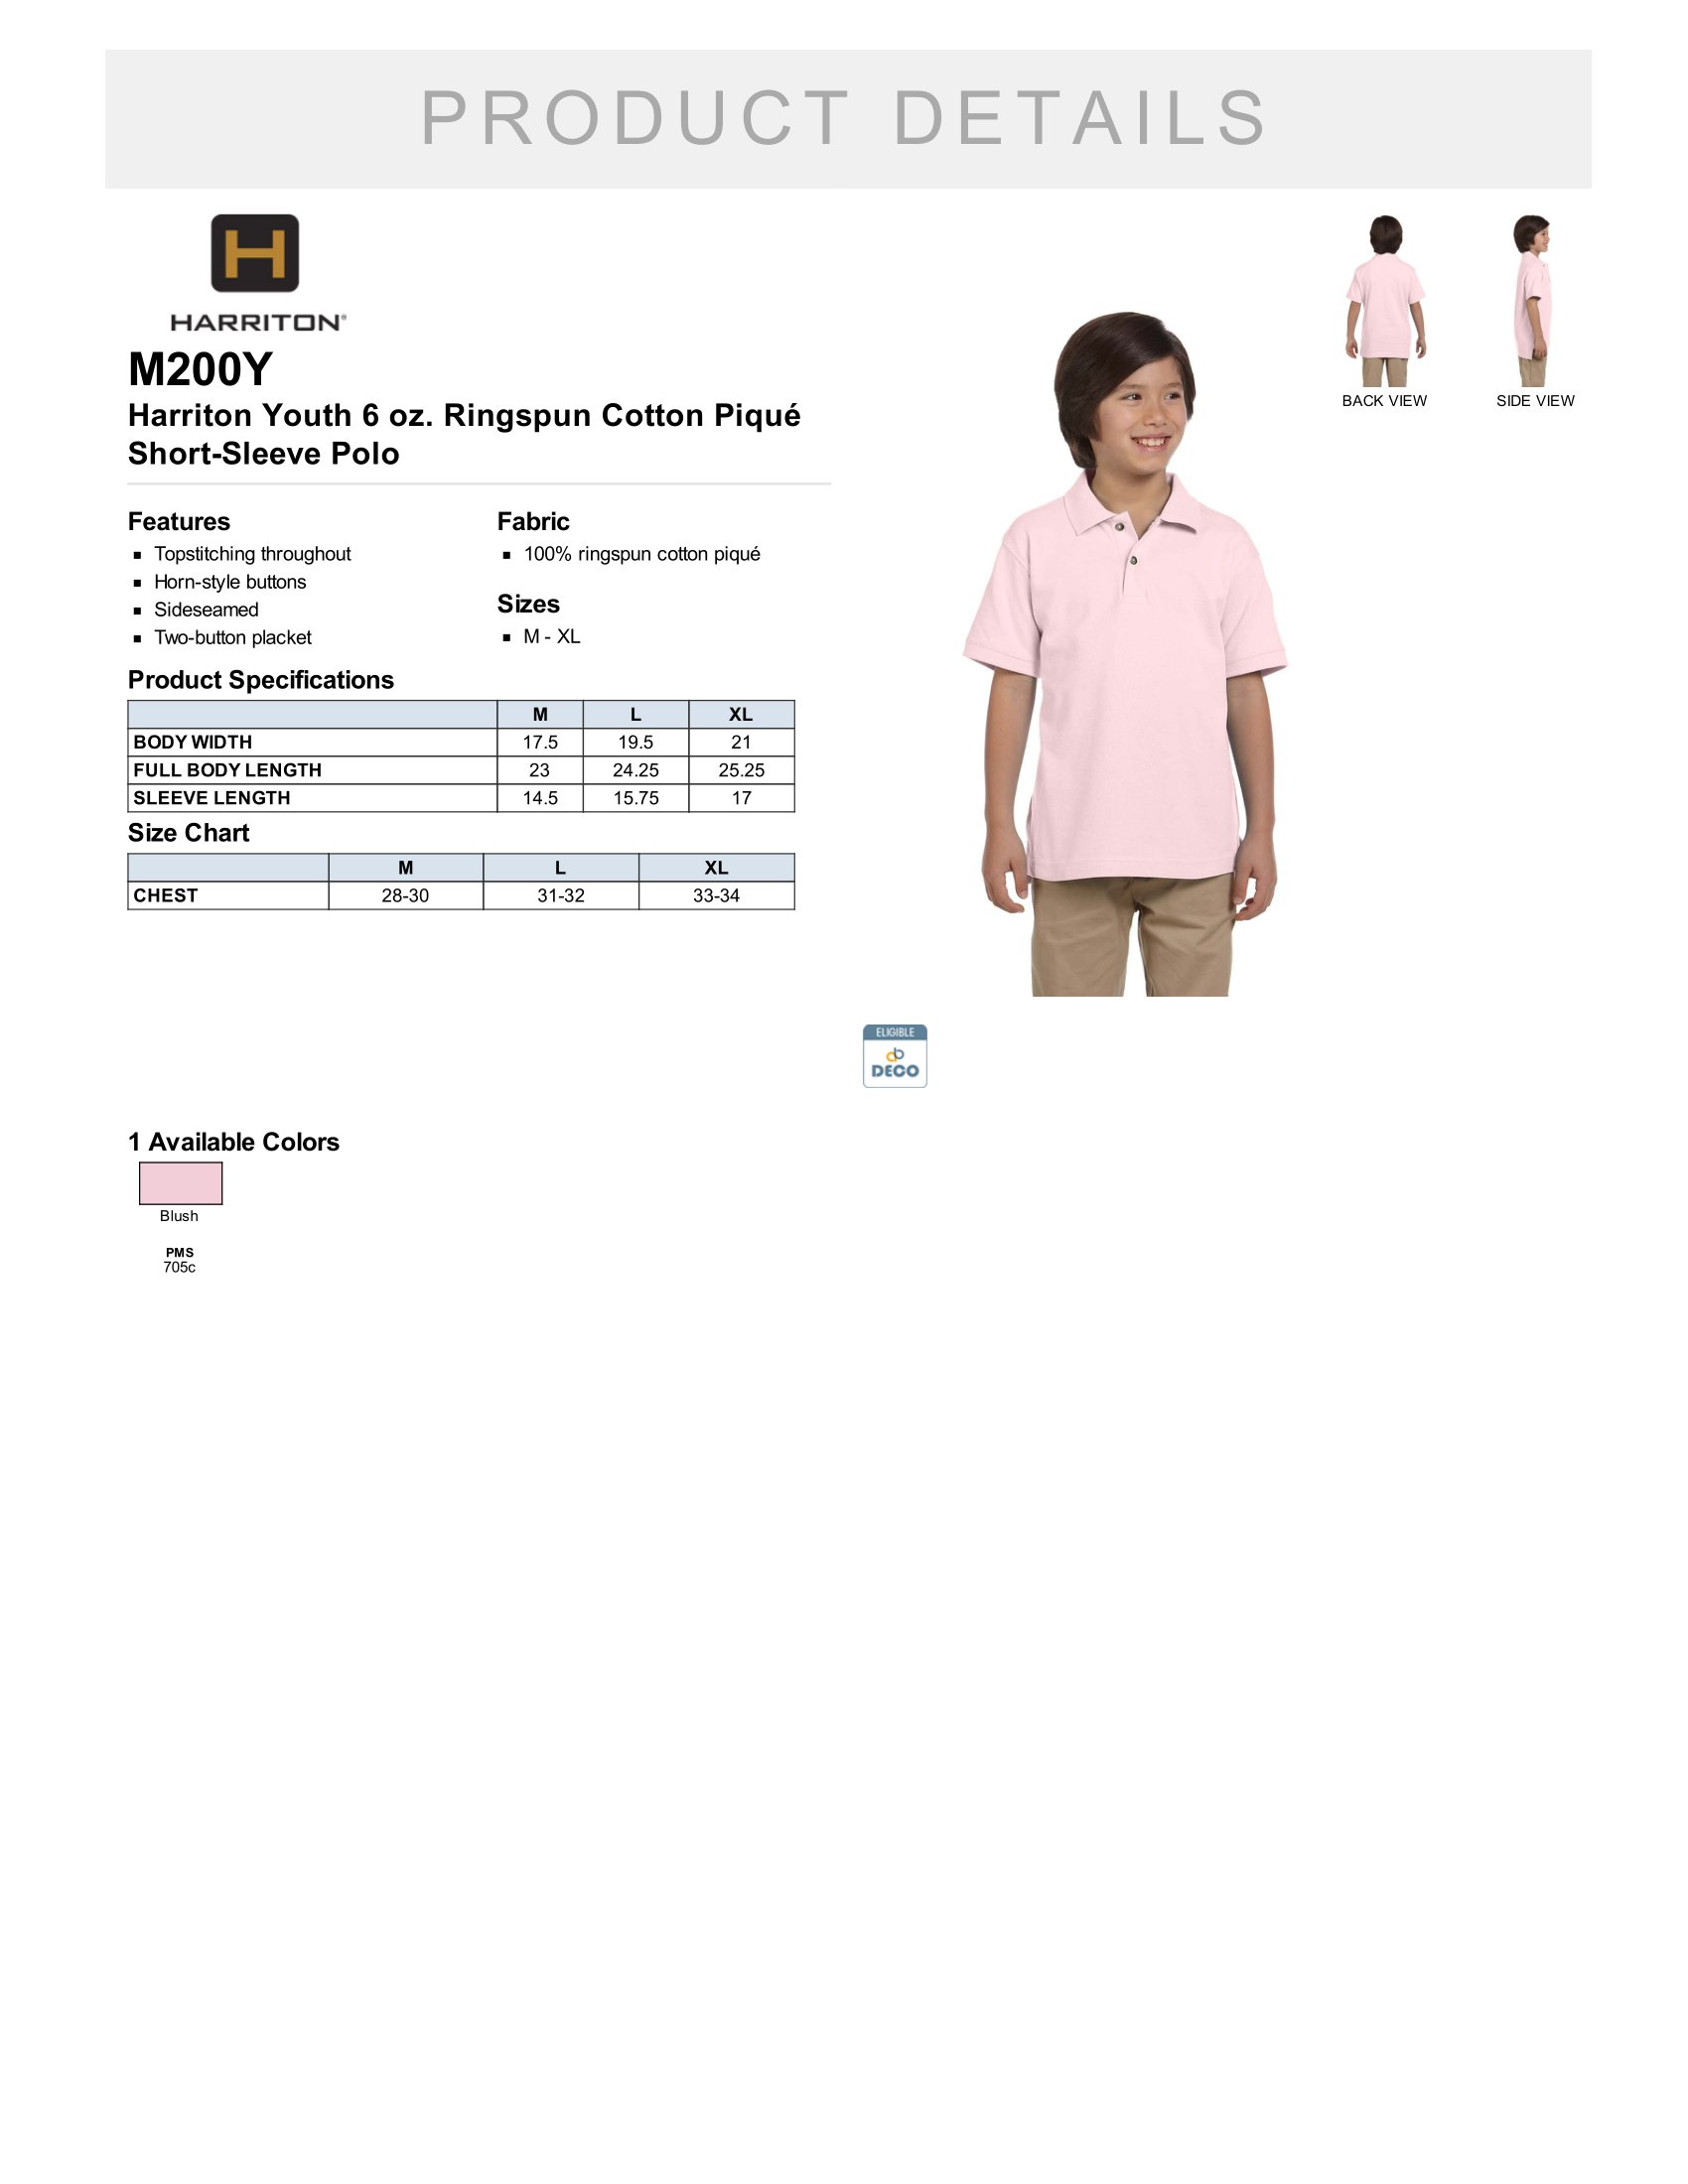 PRODUCT DETAILS
H
HARRITON®
M200Y
Harriton Youth 6 oz. Ringspun Cotton Piqué
Short-Sleeve Polo
BACK VIEW
SIDE VIEW
Features
▪ Topstitching throughout
▪ Horn-style buttons
▪ Sideseamed
▪ Two-button placket
Fabric
▪ 100% ringspun cotton piqué
Sizes
▪ M - XL
Product Specifications
M L XL
BODY WIDTH 17.5 19.5 21
FULL BODY LENGTH 23 24.25 25.25
SLEEVE LENGTH 14.5 15.75 17
Size Chart
M L XL
CHEST 28-30 31-32 33-34
ELIGIBLE
ab
DECO
1 Available Colors
Blush
PMS
705c